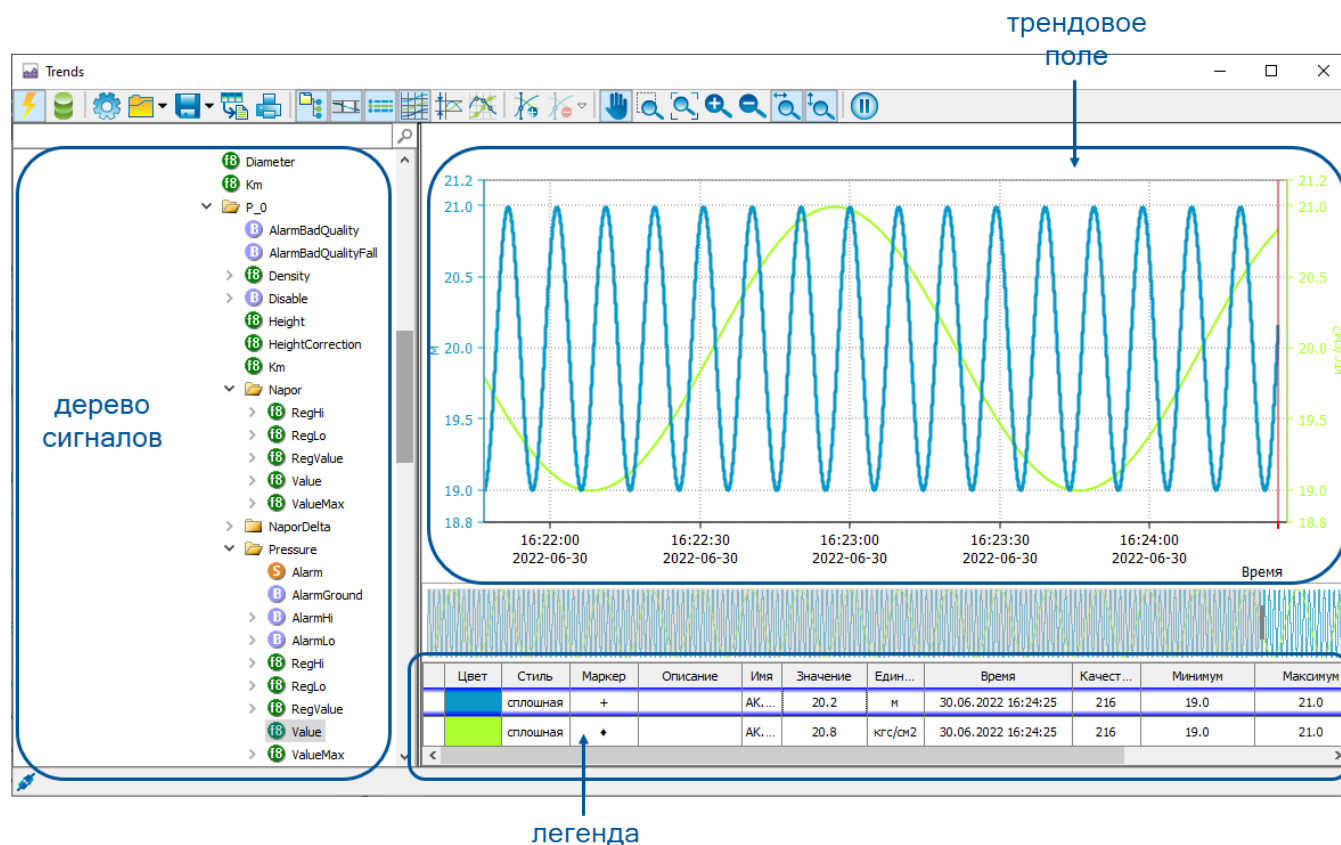 трендовое
поле
Trends
Diameter
Km
P_0
AlarmBadQuality
AlarmBadQualityFall
Density
Disable
Height
HeightCorrection
Km
Napor
RegHi
RegLo
RegValue
Value
ValueMax
NaporDelta
Pressure
Alarm
AlarmGround
AlarmHi
AlarmLo
RegHi
RegLo
RegValue
Value
ValueMax
дерево
сигналов
21.2 21.2
21.0 21.0
20.5 20.5
м 20.0 20.0 кгс/см2
19.5 19.5
19.0 19.0
18.8 18.8
16:22:00 16:22:30 16:23:00 16:23:30 16:24:00
2022-06-30 2022-06-30 2022-06-30 2022-06-30 2022-06-30
Время
Цвет Стиль Маркер Описание Имя Значение Един... Время Качест... Минимум Максимум
сплошная + АК.... 20.2 м 30.06.2022 16:24:25 216 19.0 21.0
сплошная ♦ АК.... 20.8 кгс/см2 30.06.2022 16:24:25 216 19.0 21.0
легенда